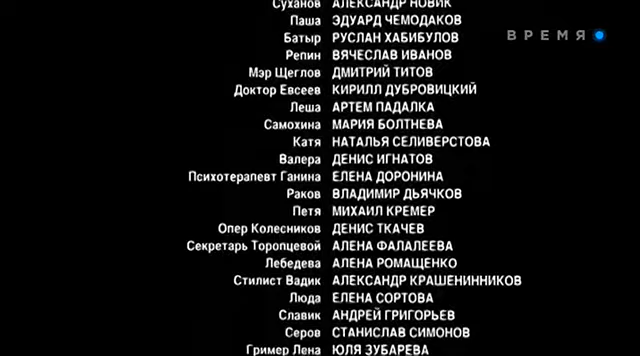 Суханов АЛЕКСАНДР НОВИК
Паша ЭДУАРД ЧЕМОДАКОВ
Батыр РУСЛАН ХАБИБУЛОВ
Репин ВЯЧЕСЛАВ ИВАНОВ
ВРЕМЯ
Мэр Щеглов ДМИТРИЙ ТИТОВ
Доктор Евсеев КИРИЛЛ ДУБРОВИЦКИЙ
Леша АРТЕМ ПАДАЛКА
Самохина МАРИЯ БОЛТНЕВА
Катя НАТАЛЬЯ СЕЛИВЕРСТОВА
Валера ДЕНИС ИГНАТОВ
Психотерапевт Ганина ЕЛЕНА ДОРОНИНА
Раков ВЛАДИМИР ДЬЯЧКОВ
Петя МИХАИЛ КРЕМЕР
Опер Колесников ДЕНИС ТКАЧЕВ
Секретарь Торопцевой АЛЕНА ФАЛАЛЕЕВА
Лебедева АЛЕНА РОМАЩЕНКО
Стилист Вадик АЛЕКСАНДР КРАШЕНИННИКОВ
Люда ЕЛЕНА СОРТОВА
Славик АНДРЕЙ ГРИГОРЬЕВ
Серов СТАНИСЛАВ СИМОНОВ
Гример Лена ЮЛЯ ЗУБАРЕВА